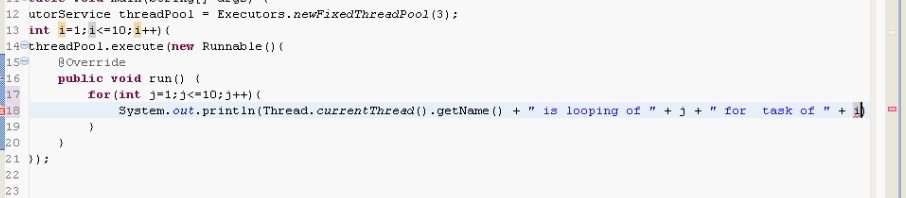 12 utorService threadPool = Executors.newFixedThreadPool(3);
13 int i=1;i<=10;i++){
14 threadPool.execute(new Runnable(){
15 @Override
16 public void run() {
17 for(int j=1;j<=10;j++){
18 System.out.println(Thread.currentThread().getName() + " is looping of " + j + " for  task of " + i)
19 }
20 }
21 });
22
23